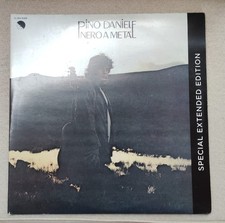 PINO DANIELE
NERO A METÀ
SPECIAL EXTENDED EDITION